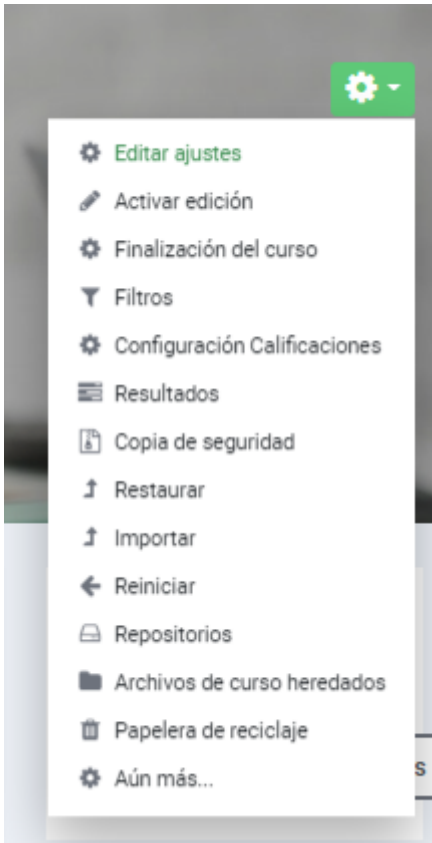 Editar ajustes
Activar edición
Finalización del curso
Filtros
Configuración Calificaciones
Resultados
Copia de seguridad
Restaurar
Importar
Reiniciar
Repositorios
Archivos de curso heredados
Papelera de reciclaje
Aún más...
s